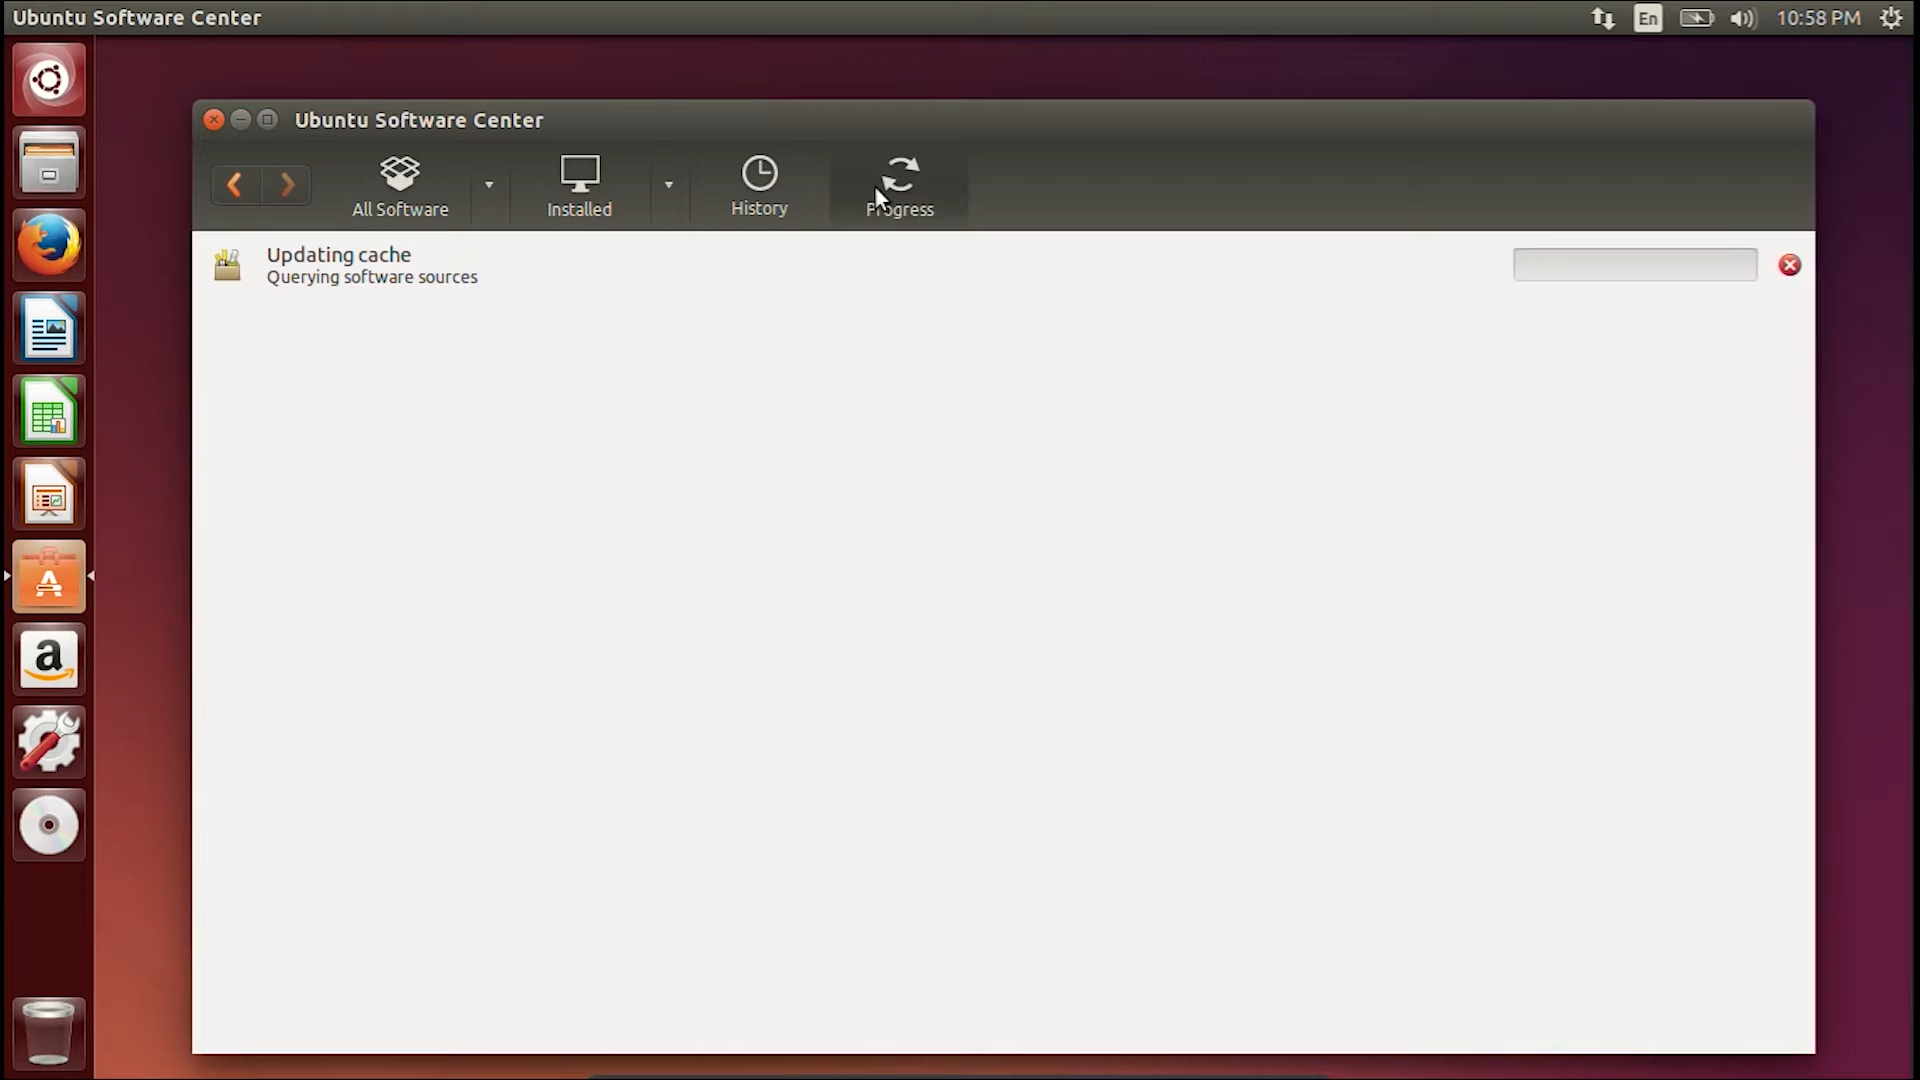 Ubuntu Software Center
En
10:58 PM
Ubuntu Software Center
All Software
Installed
History
Progress
Updating cache
Querying software sources